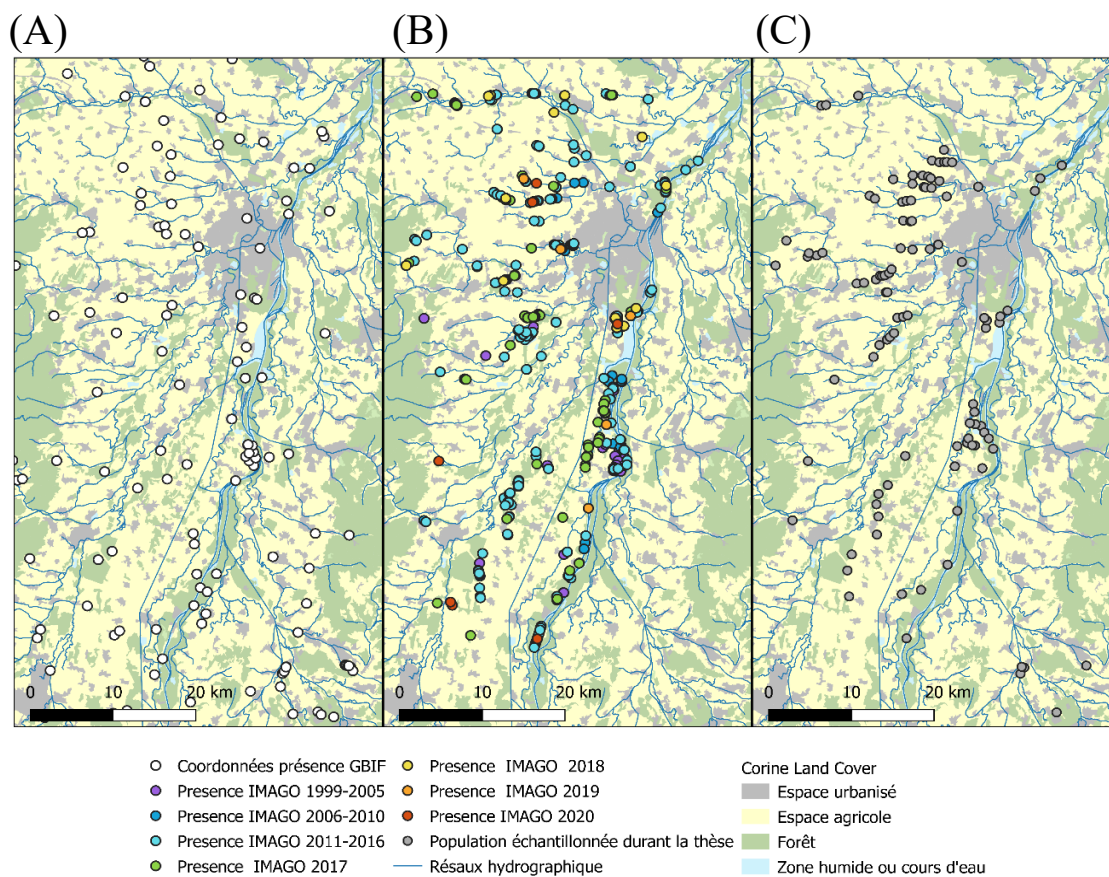 (A)
(B)
(C)
0 10 20 km
0 10 20 km
0 10 20 km
Coordonnées présence GBIF
Presence IMAGO 1999-2005
Presence IMAGO 2006-2010
Presence IMAGO 2011-2016
Presence IMAGO 2017
Presence IMAGO 2018
Presence IMAGO 2019
Presence IMAGO 2020
Population échantillonnée durant la thèse
Résaux hydrographique
Corine Land Cover
Espace urbanisé
Espace agricole
Forêt
Zone humide ou cours d'eau